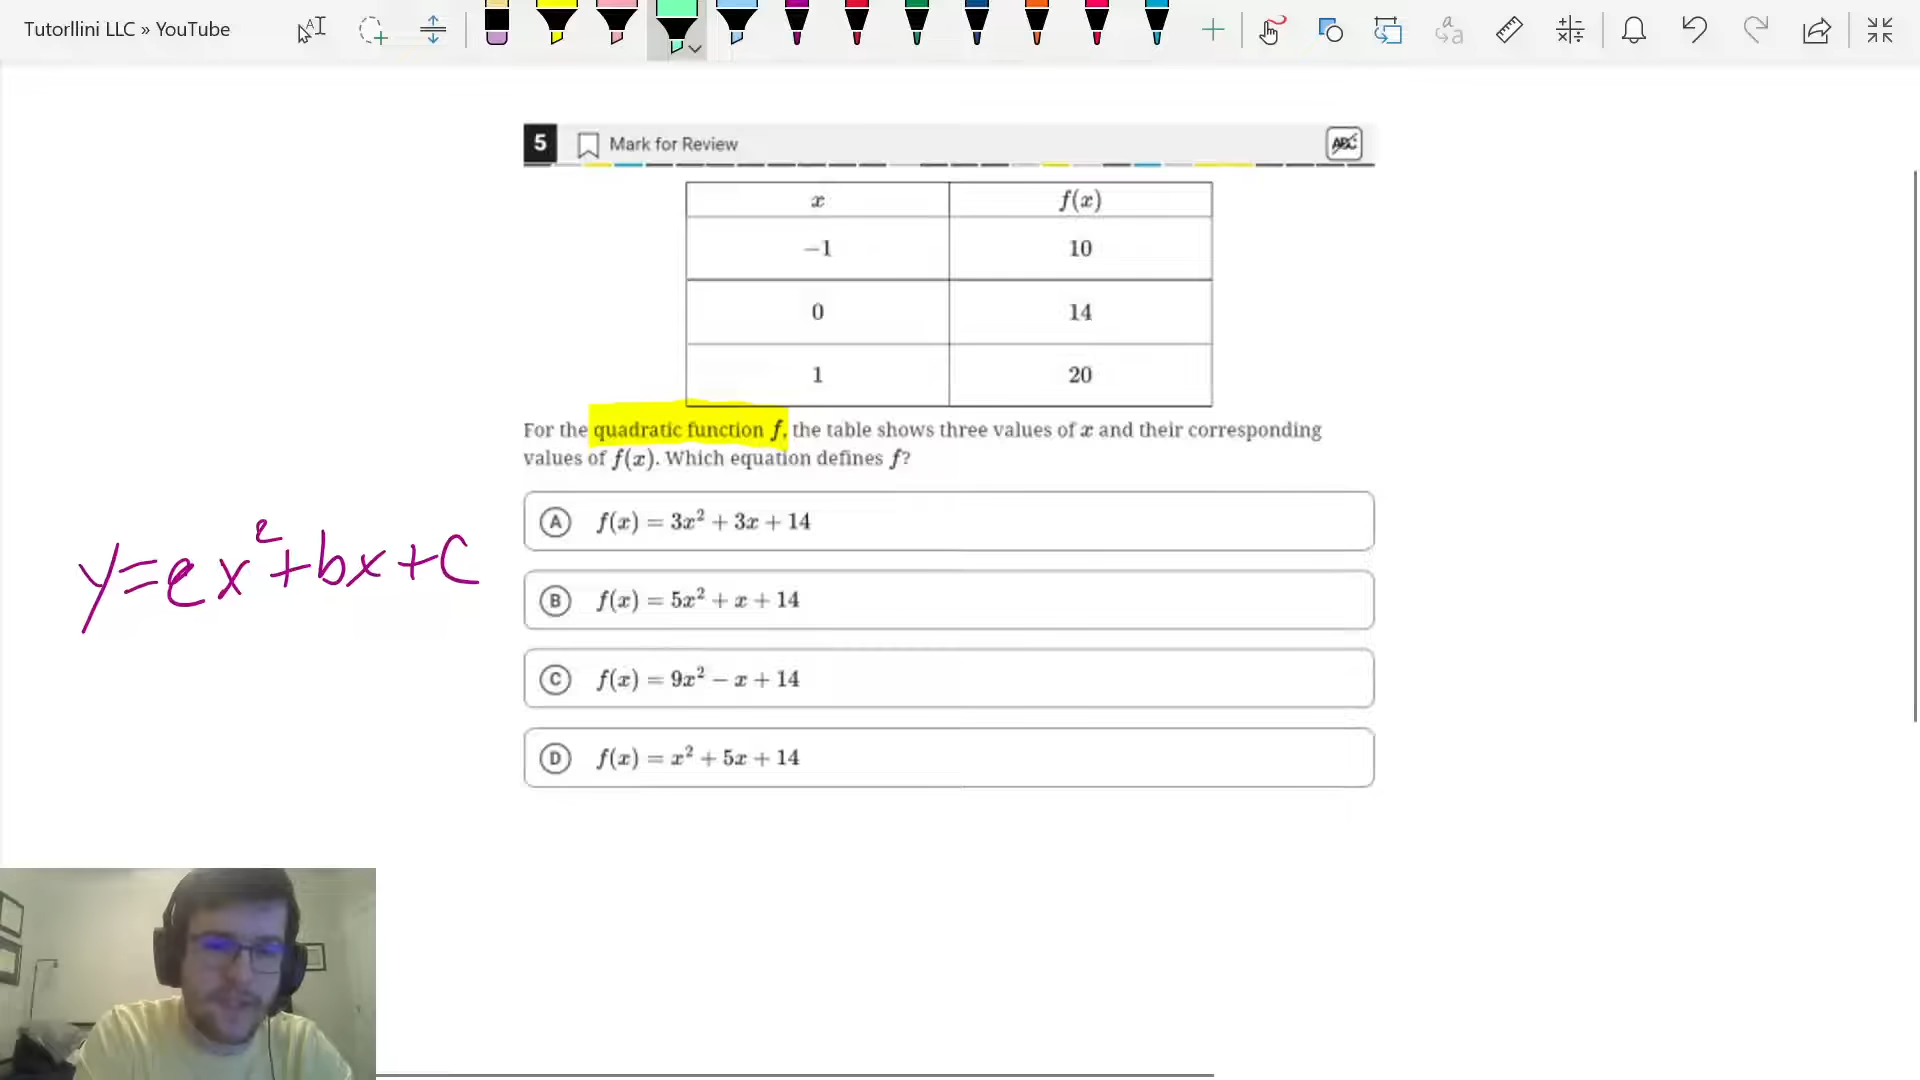 Tutorllini LLC » YouTube
5 Mark for Review ABC
x f(x)
−1 10
0 14
1 20
For the quadratic function f, the table shows three values of x and their corresponding
values of f(x). Which equation defines f?
A f(x) = 3x² + 3x + 14
B f(x) = 5x² + x + 14
C f(x) = 9x² − x + 14
D f(x) = x² + 5x + 14
y=ax²+bx+c